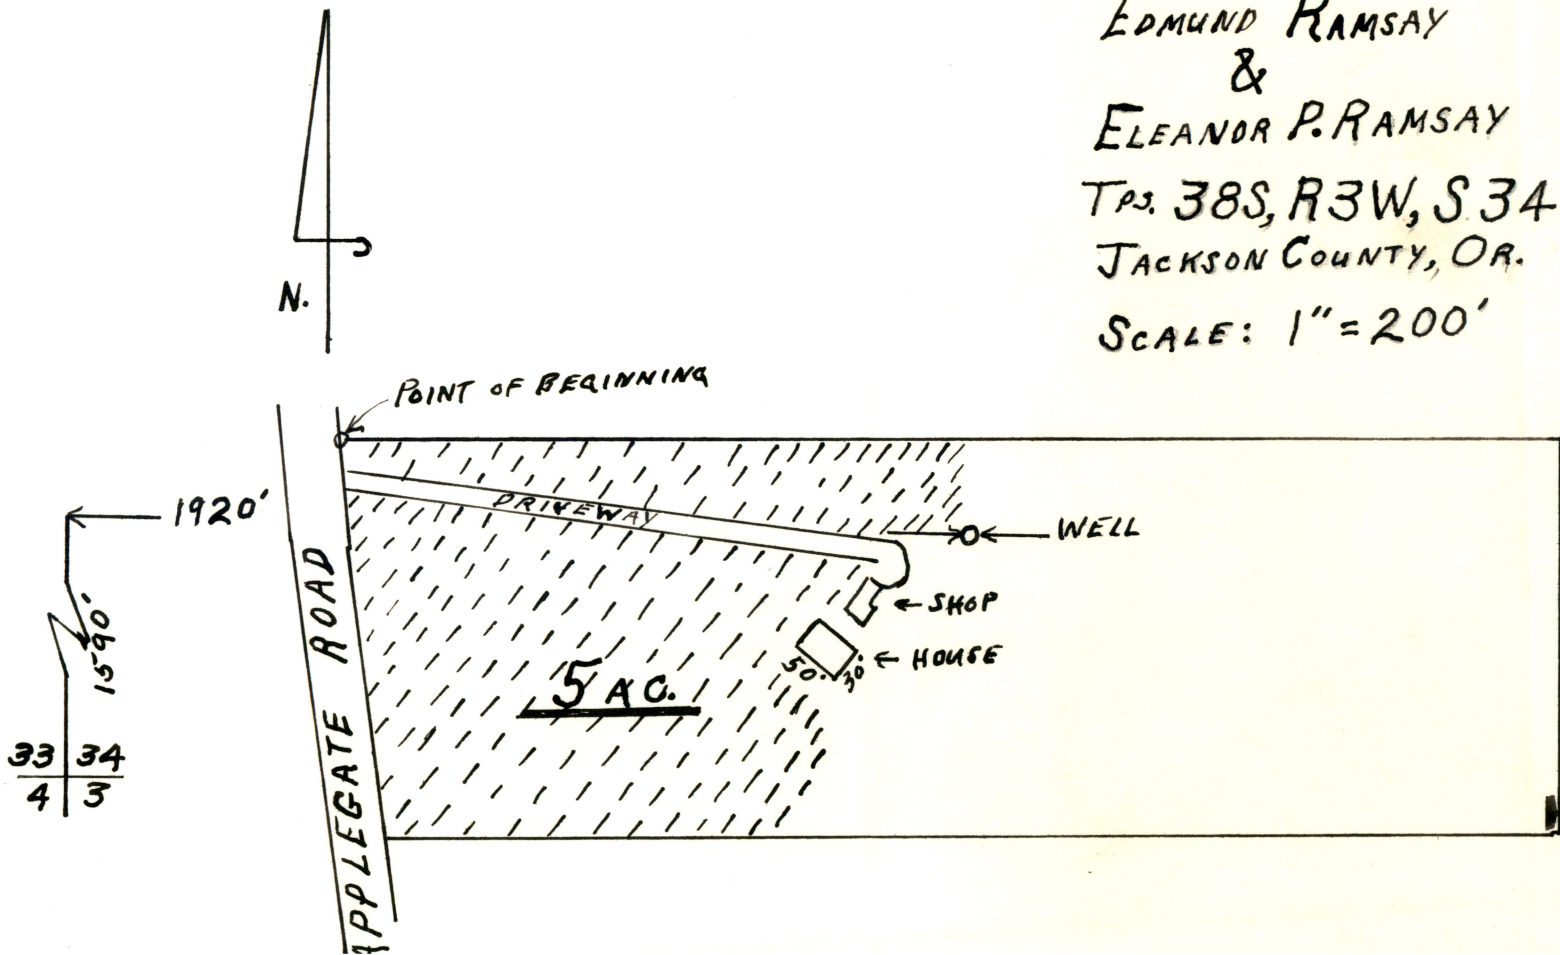 EDMUND RAMSAY
&
ELEANOR P. RAMSAY
TPS. 38S, R3W, S34
JACKSON COUNTY, OR.
SCALE: 1" = 200'
N.
POINT OF BEGINNING
1920'
DRIVEWAY
WELL
SHOP
1590'
HOUSE
50. 30'
5 AC.
APPLEGATE ROAD
33 34
4 3